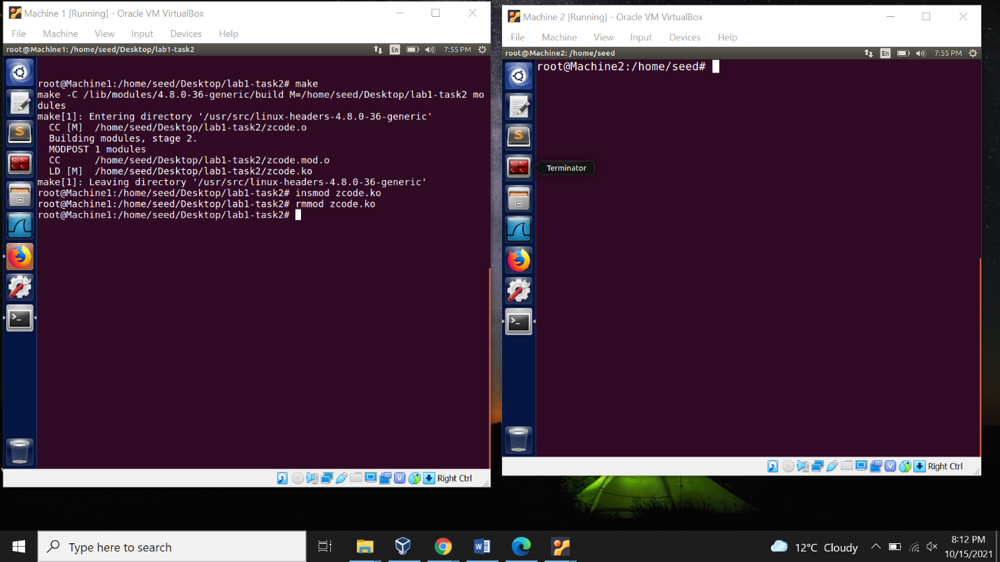 Machine 1 [Running] - Oracle VM VirtualBox
File Machine View Input Devices Help
root@Machine1: /home/seed/Desktop/lab1-task2 En 7:55 PM
root@Machine1:/home/seed/Desktop/lab1-task2# make
make -C /lib/modules/4.8.0-36-generic/build M=/home/seed/Desktop/lab1-task2 mo
dules
make[1]: Entering directory '/usr/src/linux-headers-4.8.0-36-generic'
CC [M] /home/seed/Desktop/lab1-task2/zcode.o
Building modules, stage 2.
MODPOST 1 modules
CC /home/seed/Desktop/lab1-task2/zcode.mod.o
LD [M] /home/seed/Desktop/lab1-task2/zcode.ko
make[1]: Leaving directory '/usr/src/linux-headers-4.8.0-36-generic'
root@Machine1:/home/seed/Desktop/lab1-task2# insmod zcode.ko
root@Machine1:/home/seed/Desktop/lab1-task2# rmmod zcode.ko
root@Machine1:/home/seed/Desktop/lab1-task2#
Right Ctrl
Machine 2 [Running] - Oracle VM VirtualBox
File Machine View Input Devices Help
root@Machine2: /home/seed En 7:55 PM
root@Machine2:/home/seed#
Terminator
Right Ctrl
Type here to search
12°C Cloudy
8:12 PM
10/15/2021